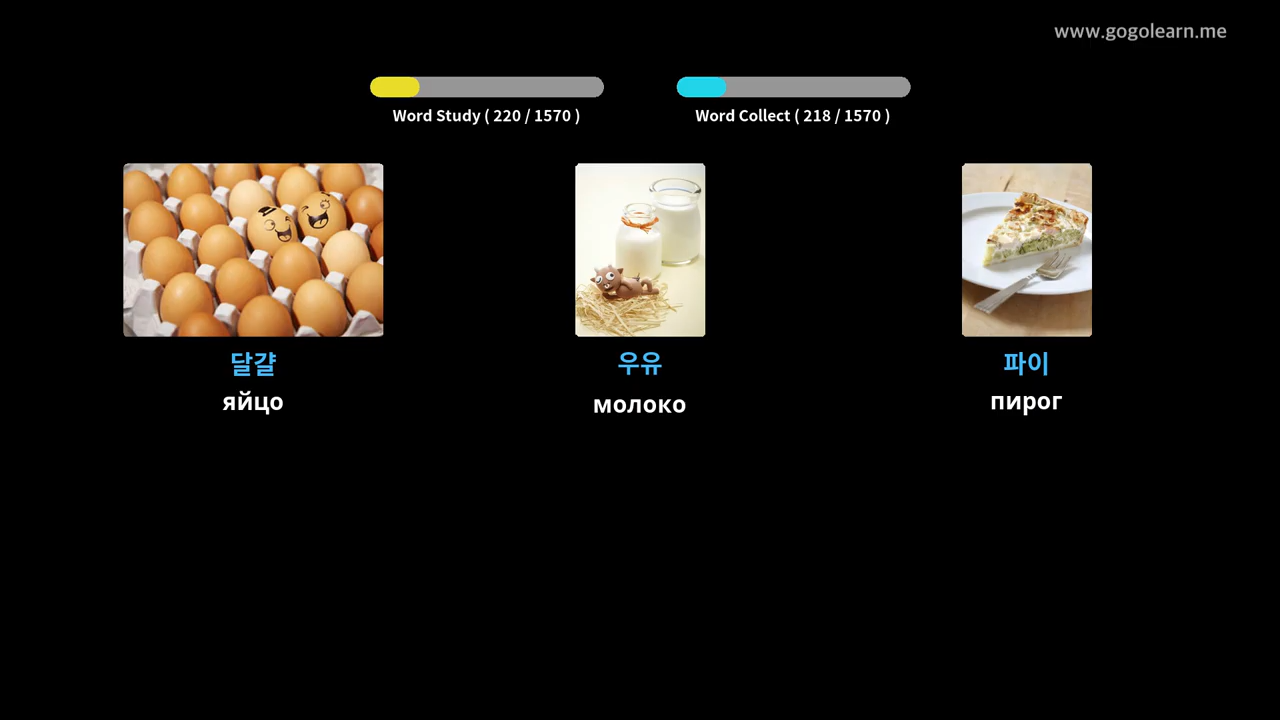 www.gogolearn.me
Word Study ( 220 / 1570 )
Word Collect ( 218 / 1570 )
달걀
яйцо
우유
молоко
파이
пирог